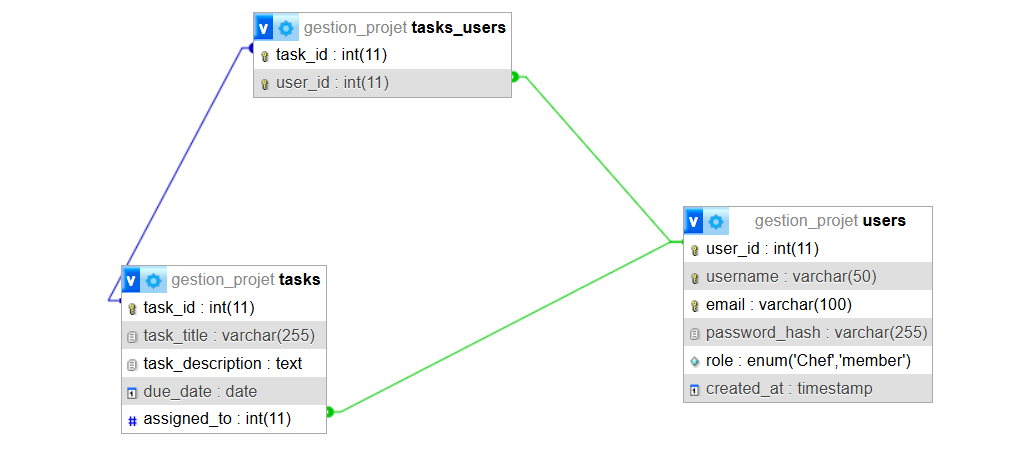 gestion_projet tasks_users
task_id : int(11)
user_id : int(11)
gestion_projet users
user_id : int(11)
username : varchar(50)
email : varchar(100)
password_hash : varchar(255)
role : enum('Chef','member')
created_at : timestamp
gestion_projet tasks
task_id : int(11)
task_title : varchar(255)
task_description : text
due_date : date
# assigned_to : int(11)